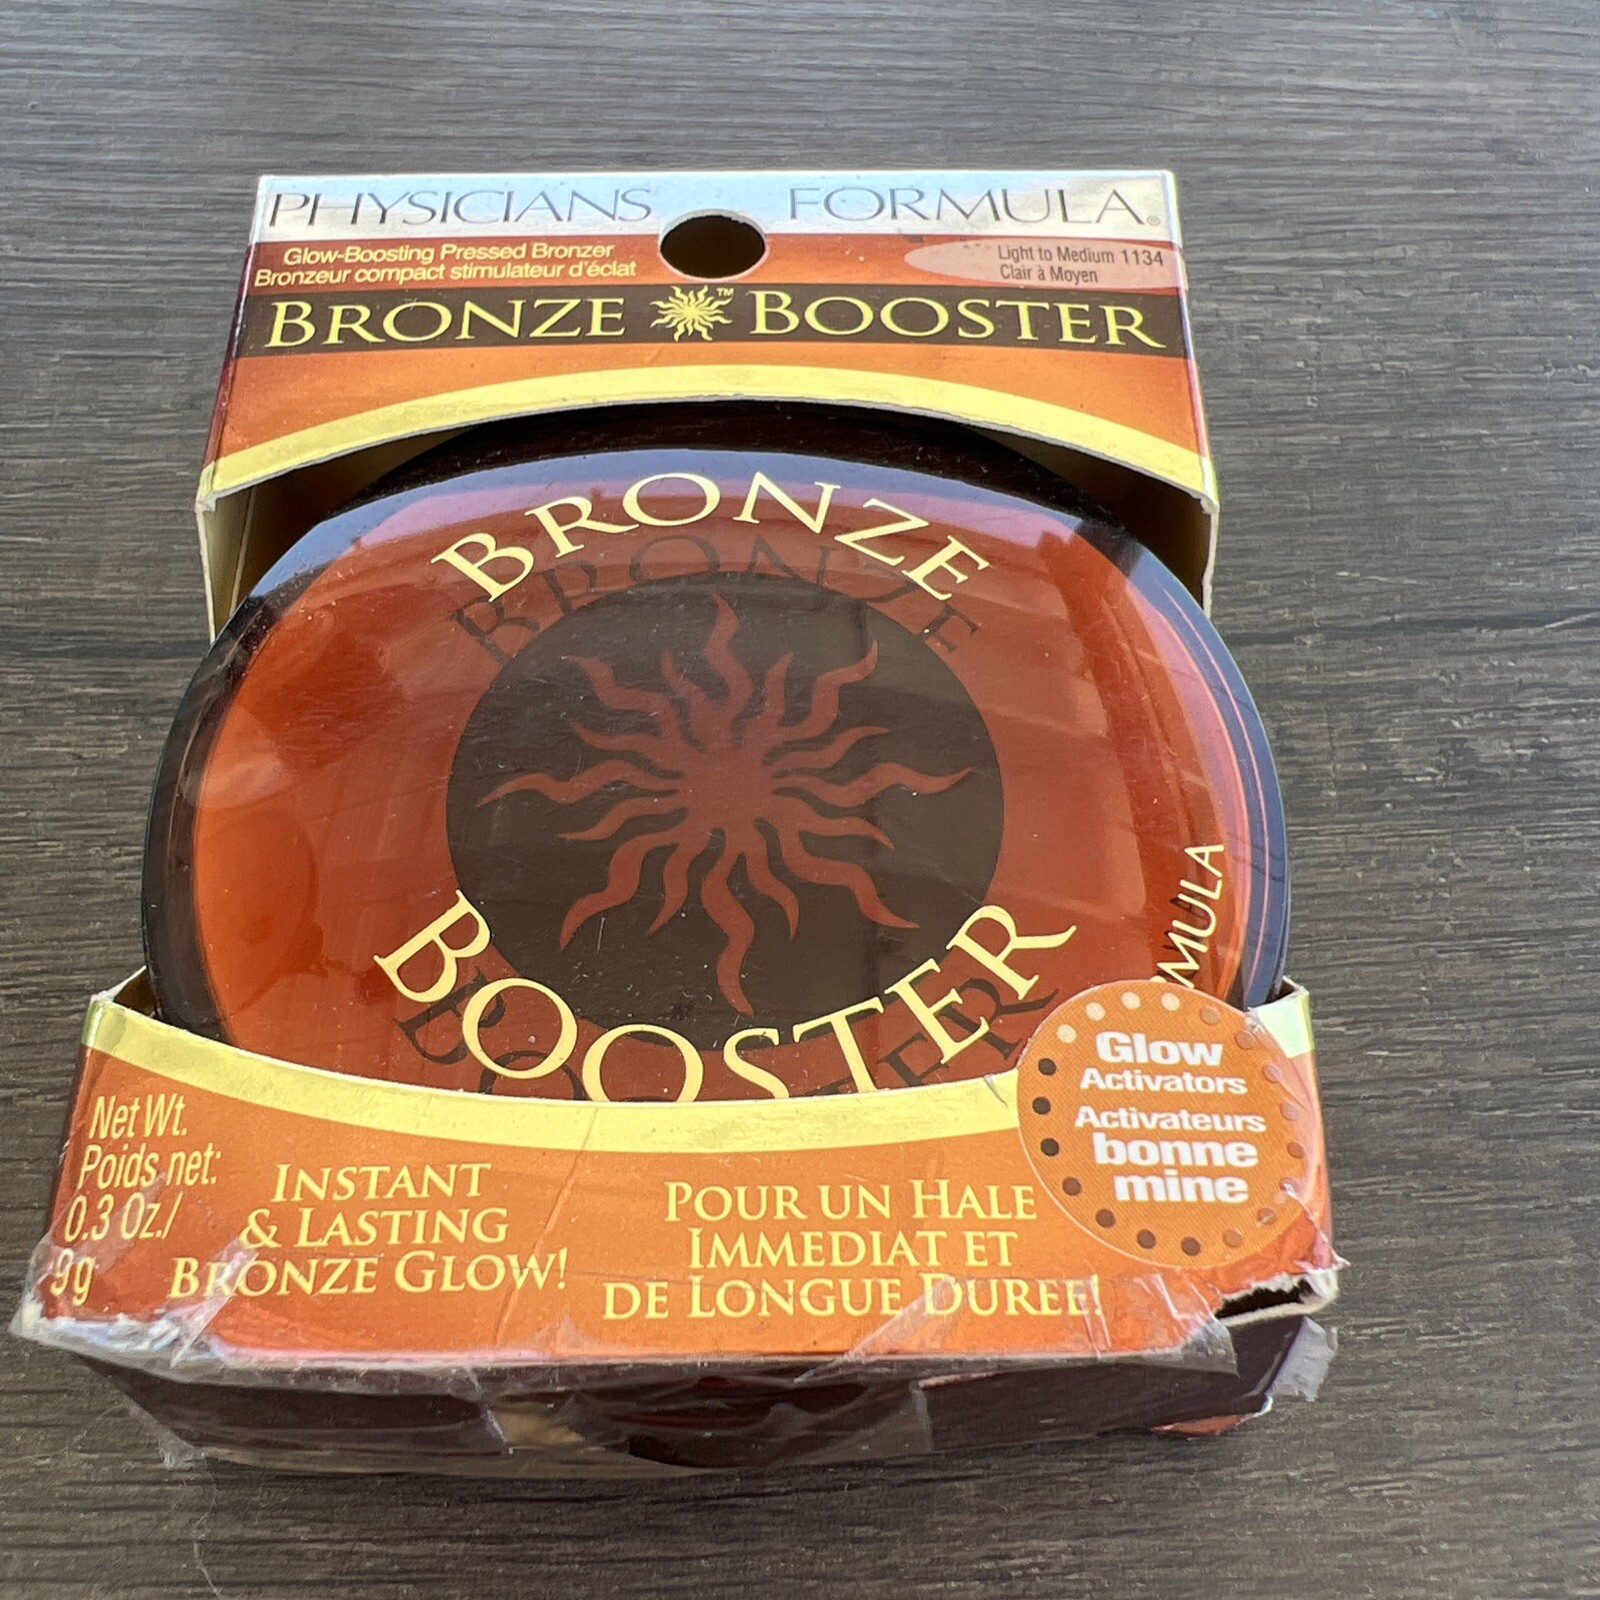 PHYSICIANS FORMULA®
Glow-Boosting Pressed Bronzer
Bronzeur compact stimulateur d'éclat
Light to Medium 1134
Clair à Moyen
BRONZE ™ BOOSTER
BRONZE
BOOSTER
MULA
Glow
Activators
Activateurs
bonne
mine
Net Wt.
Poids net:
0.3 Oz./
9g
INSTANT
& LASTING
BRONZE GLOW!
POUR UN HALE
IMMEDIAT ET
DE LONGUE DUREE!